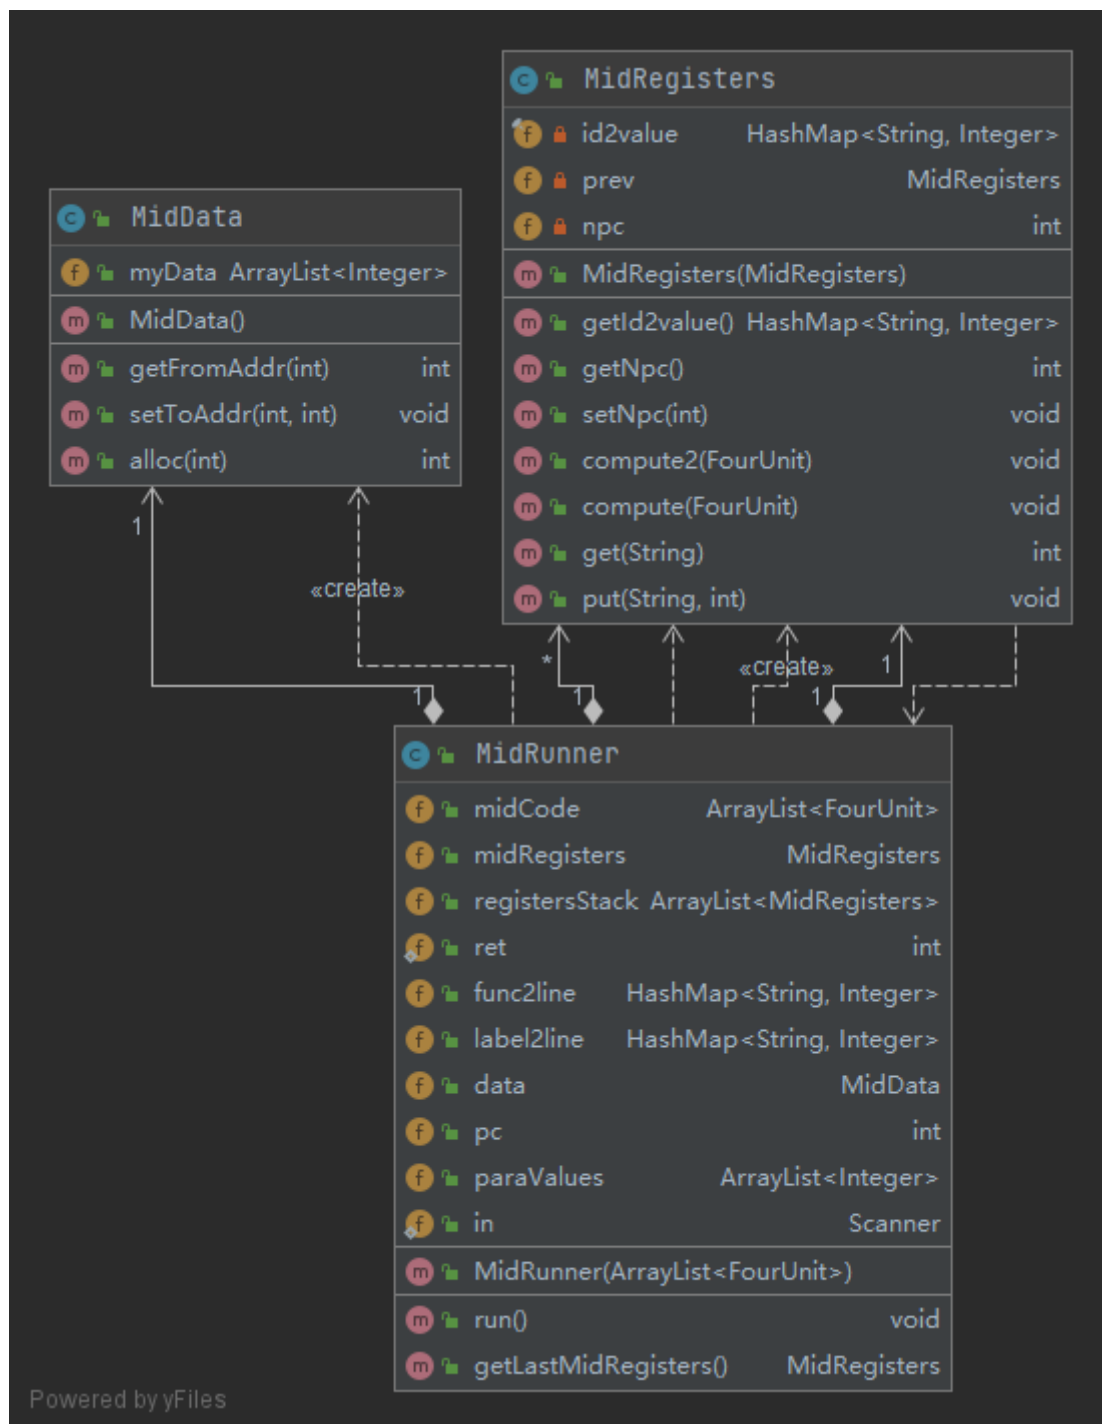 MidRegisters
id2value HashMap<String, Integer>
prev MidRegisters
npc int
MidRegisters(MidRegisters)
getId2value() HashMap<String, Integer>
getNpc() int
setNpc(int) void
compute2(FourUnit) void
compute(FourUnit) void
get(String) int
put(String, int) void
MidData
myData ArrayList<Integer>
MidData()
getFromAddr(int) int
setToAddr(int, int) void
alloc(int) int
1
«create»
*
«create»
1
1
1
1
MidRunner
midCode ArrayList<FourUnit>
midRegisters MidRegisters
registersStack ArrayList<MidRegisters>
ret int
func2line HashMap<String, Integer>
label2line HashMap<String, Integer>
data MidData
pc int
paraValues ArrayList<Integer>
in Scanner
MidRunner(ArrayList<FourUnit>)
run() void
getLastMidRegisters() MidRegisters
Powered by yFiles